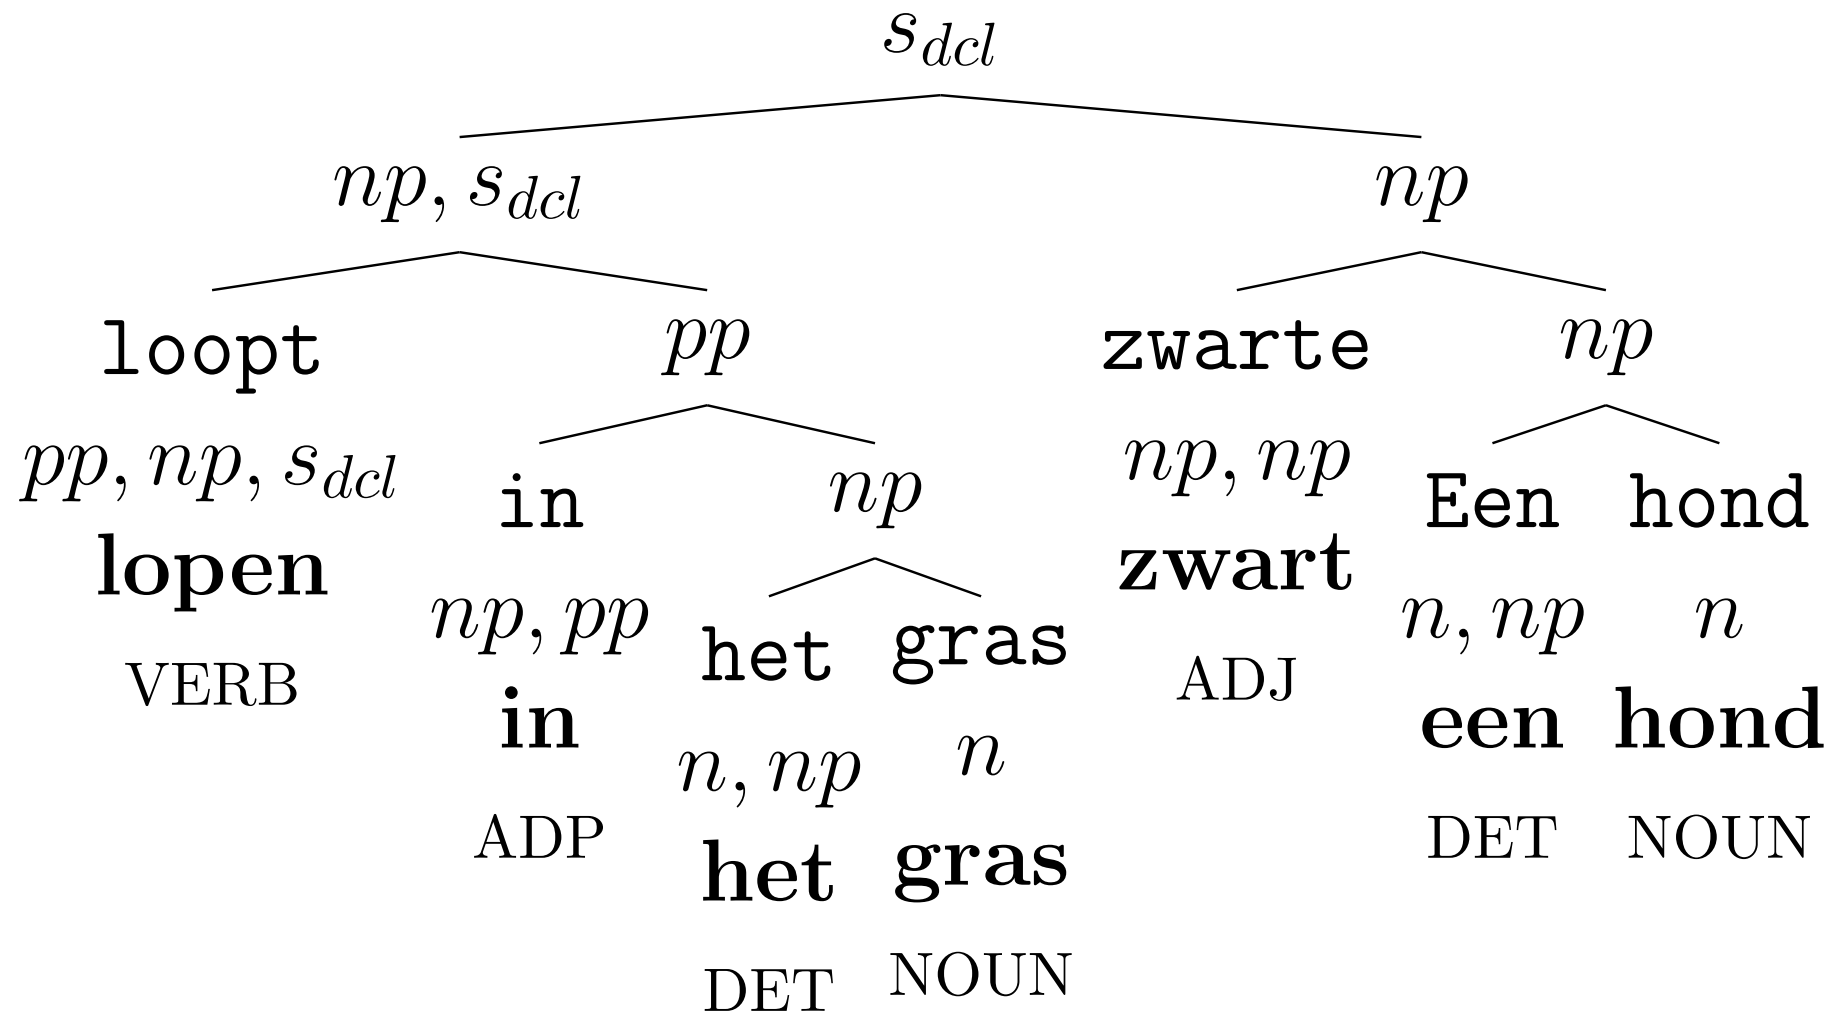 s_dcl
np, s_dcl np
loopt pp zwarte np
pp, np, s_dcl in np np, np Een hond
lopen np, pp het gras zwart n, np n
VERB in n, np n ADJ een hond
ADP het gras DET NOUN
DET NOUN